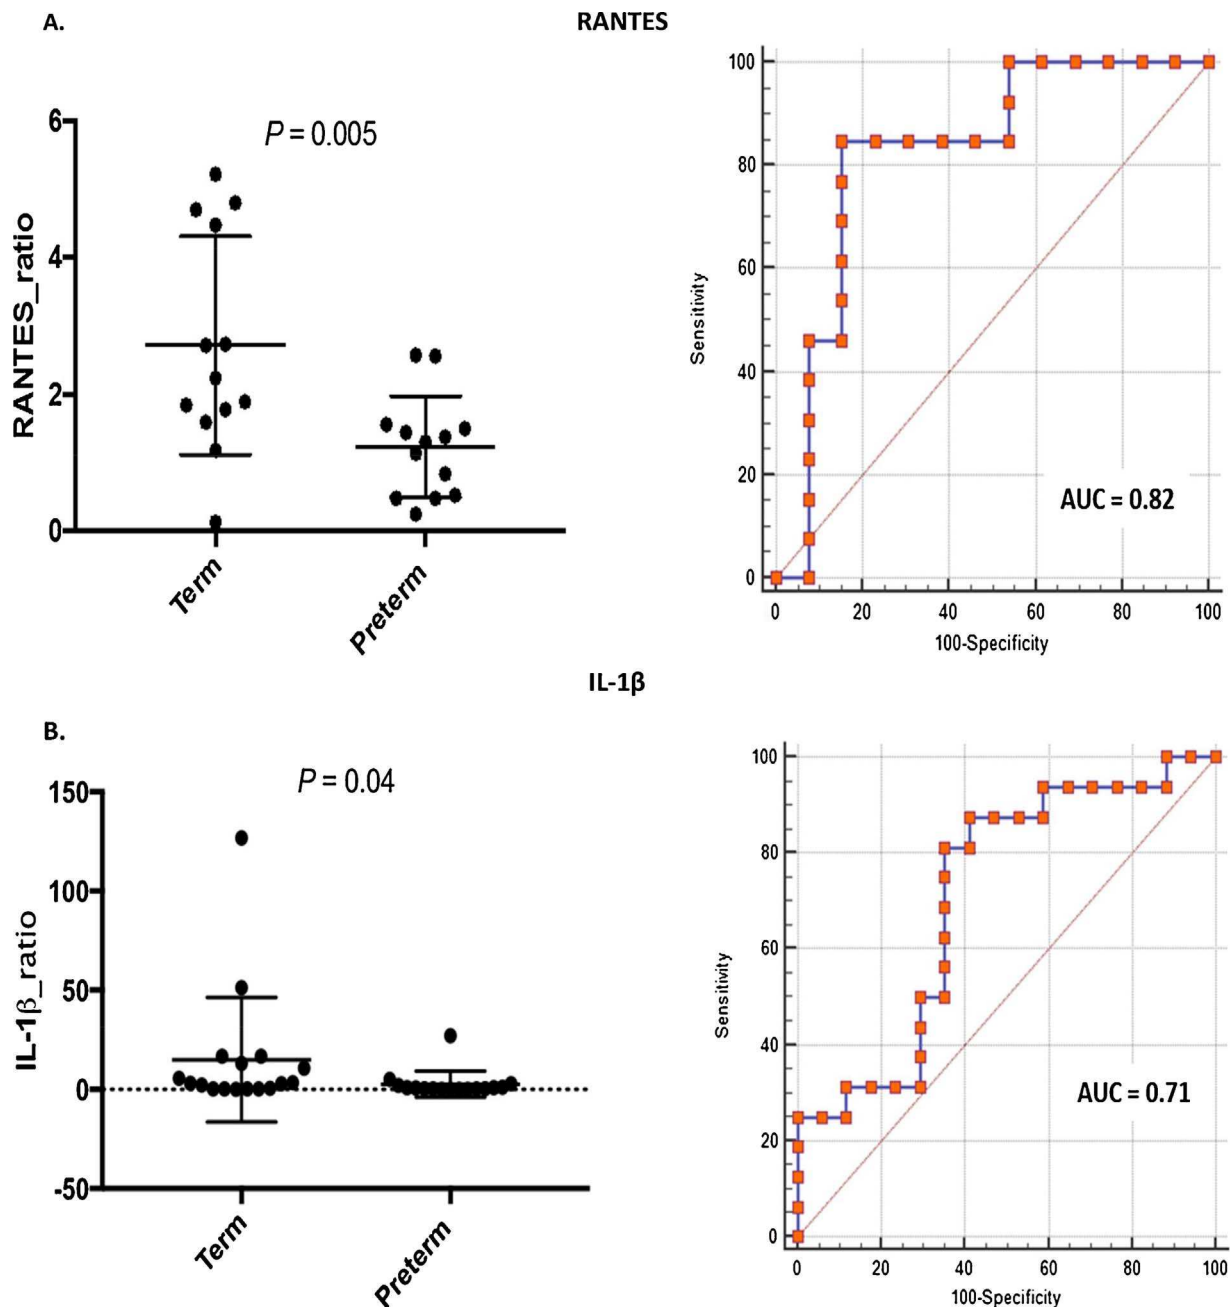 A.
RANTES
P = 0.005
RANTES_ratio
6
4
2
0
Term
Preterm
Sensitivity
100
80
60
40
20
0
AUC = 0.82
0 20 40 60 80 100
100-Specificity
IL-1β
B.
P = 0.04
IL-1β_ratio
150
100
50
0
-50
Term
Preterm
Sensitivity
100
80
60
40
20
0
AUC = 0.71
0 20 40 60 80 100
100-Specificity